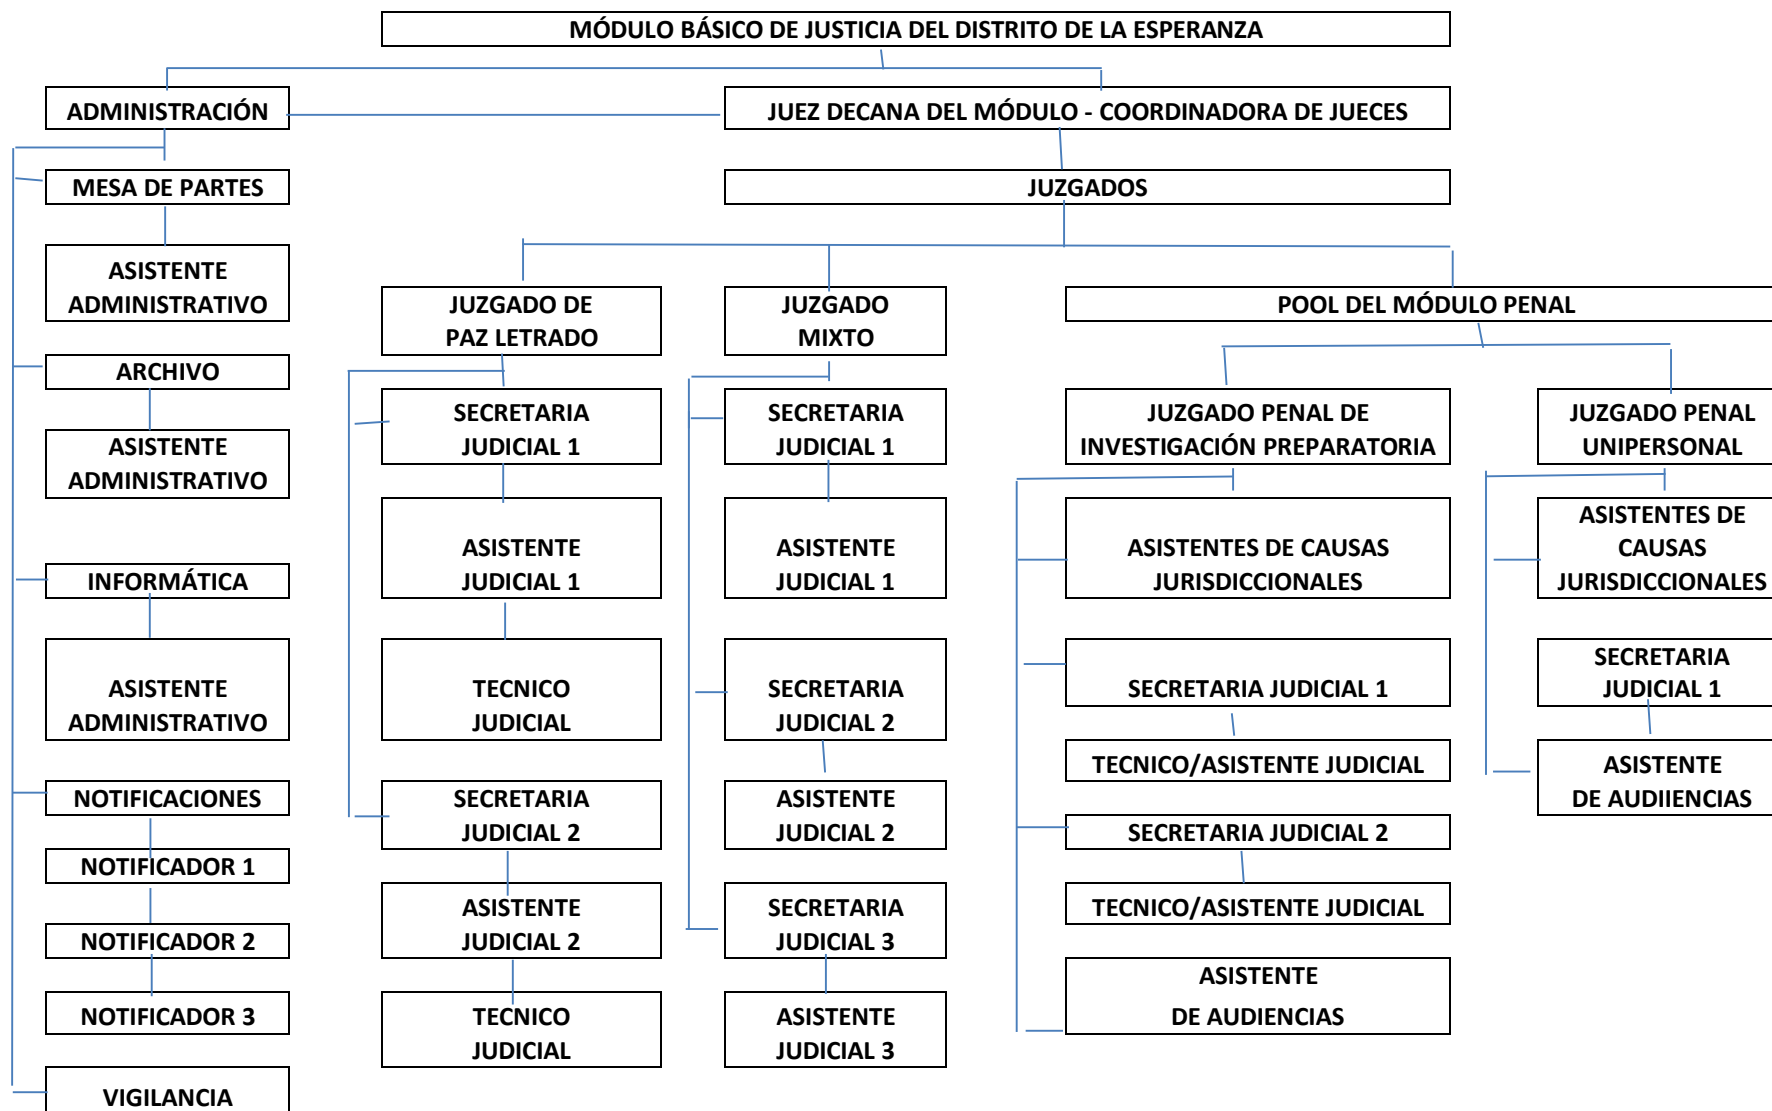 MÓDULO BÁSICO DE JUSTICIA DEL DISTRITO DE LA ESPERANZA
ADMINISTRACIÓN
JUEZ DECANA DEL MÓDULO - COORDINADORA DE JUECES
MESA DE PARTES
JUZGADOS
ASISTENTE
ADMINISTRATIVO
ARCHIVO
ASISTENTE
ADMINISTRATIVO
INFORMÁTICA
ASISTENTE
ADMINISTRATIVO
NOTIFICACIONES
NOTIFICADOR 1
NOTIFICADOR 2
NOTIFICADOR 3
VIGILANCIA
JUZGADO DE
PAZ LETRADO
SECRETARIA
JUDICIAL 1
ASISTENTE
JUDICIAL 1
TECNICO
JUDICIAL
SECRETARIA
JUDICIAL 2
ASISTENTE
JUDICIAL 2
TECNICO
JUDICIAL
JUZGADO
MIXTO
SECRETARIA
JUDICIAL 1
ASISTENTE
JUDICIAL 1
SECRETARIA
JUDICIAL 2
ASISTENTE
JUDICIAL 2
SECRETARIA
JUDICIAL 3
ASISTENTE
JUDICIAL 3
POOL DEL MÓDULO PENAL
JUZGADO PENAL DE
INVESTIGACIÓN PREPARATORIA
ASISTENTES DE CAUSAS
JURISDICCIONALES
SECRETARIA JUDICIAL 1
TECNICO/ASISTENTE JUDICIAL
SECRETARIA JUDICIAL 2
TECNICO/ASISTENTE JUDICIAL
ASISTENTE
DE AUDIENCIAS
JUZGADO PENAL
UNIPERSONAL
ASISTENTES DE
CAUSAS
JURISDICCIONALES
SECRETARIA
JUDICIAL 1
ASISTENTE
DE AUDIIENCIAS